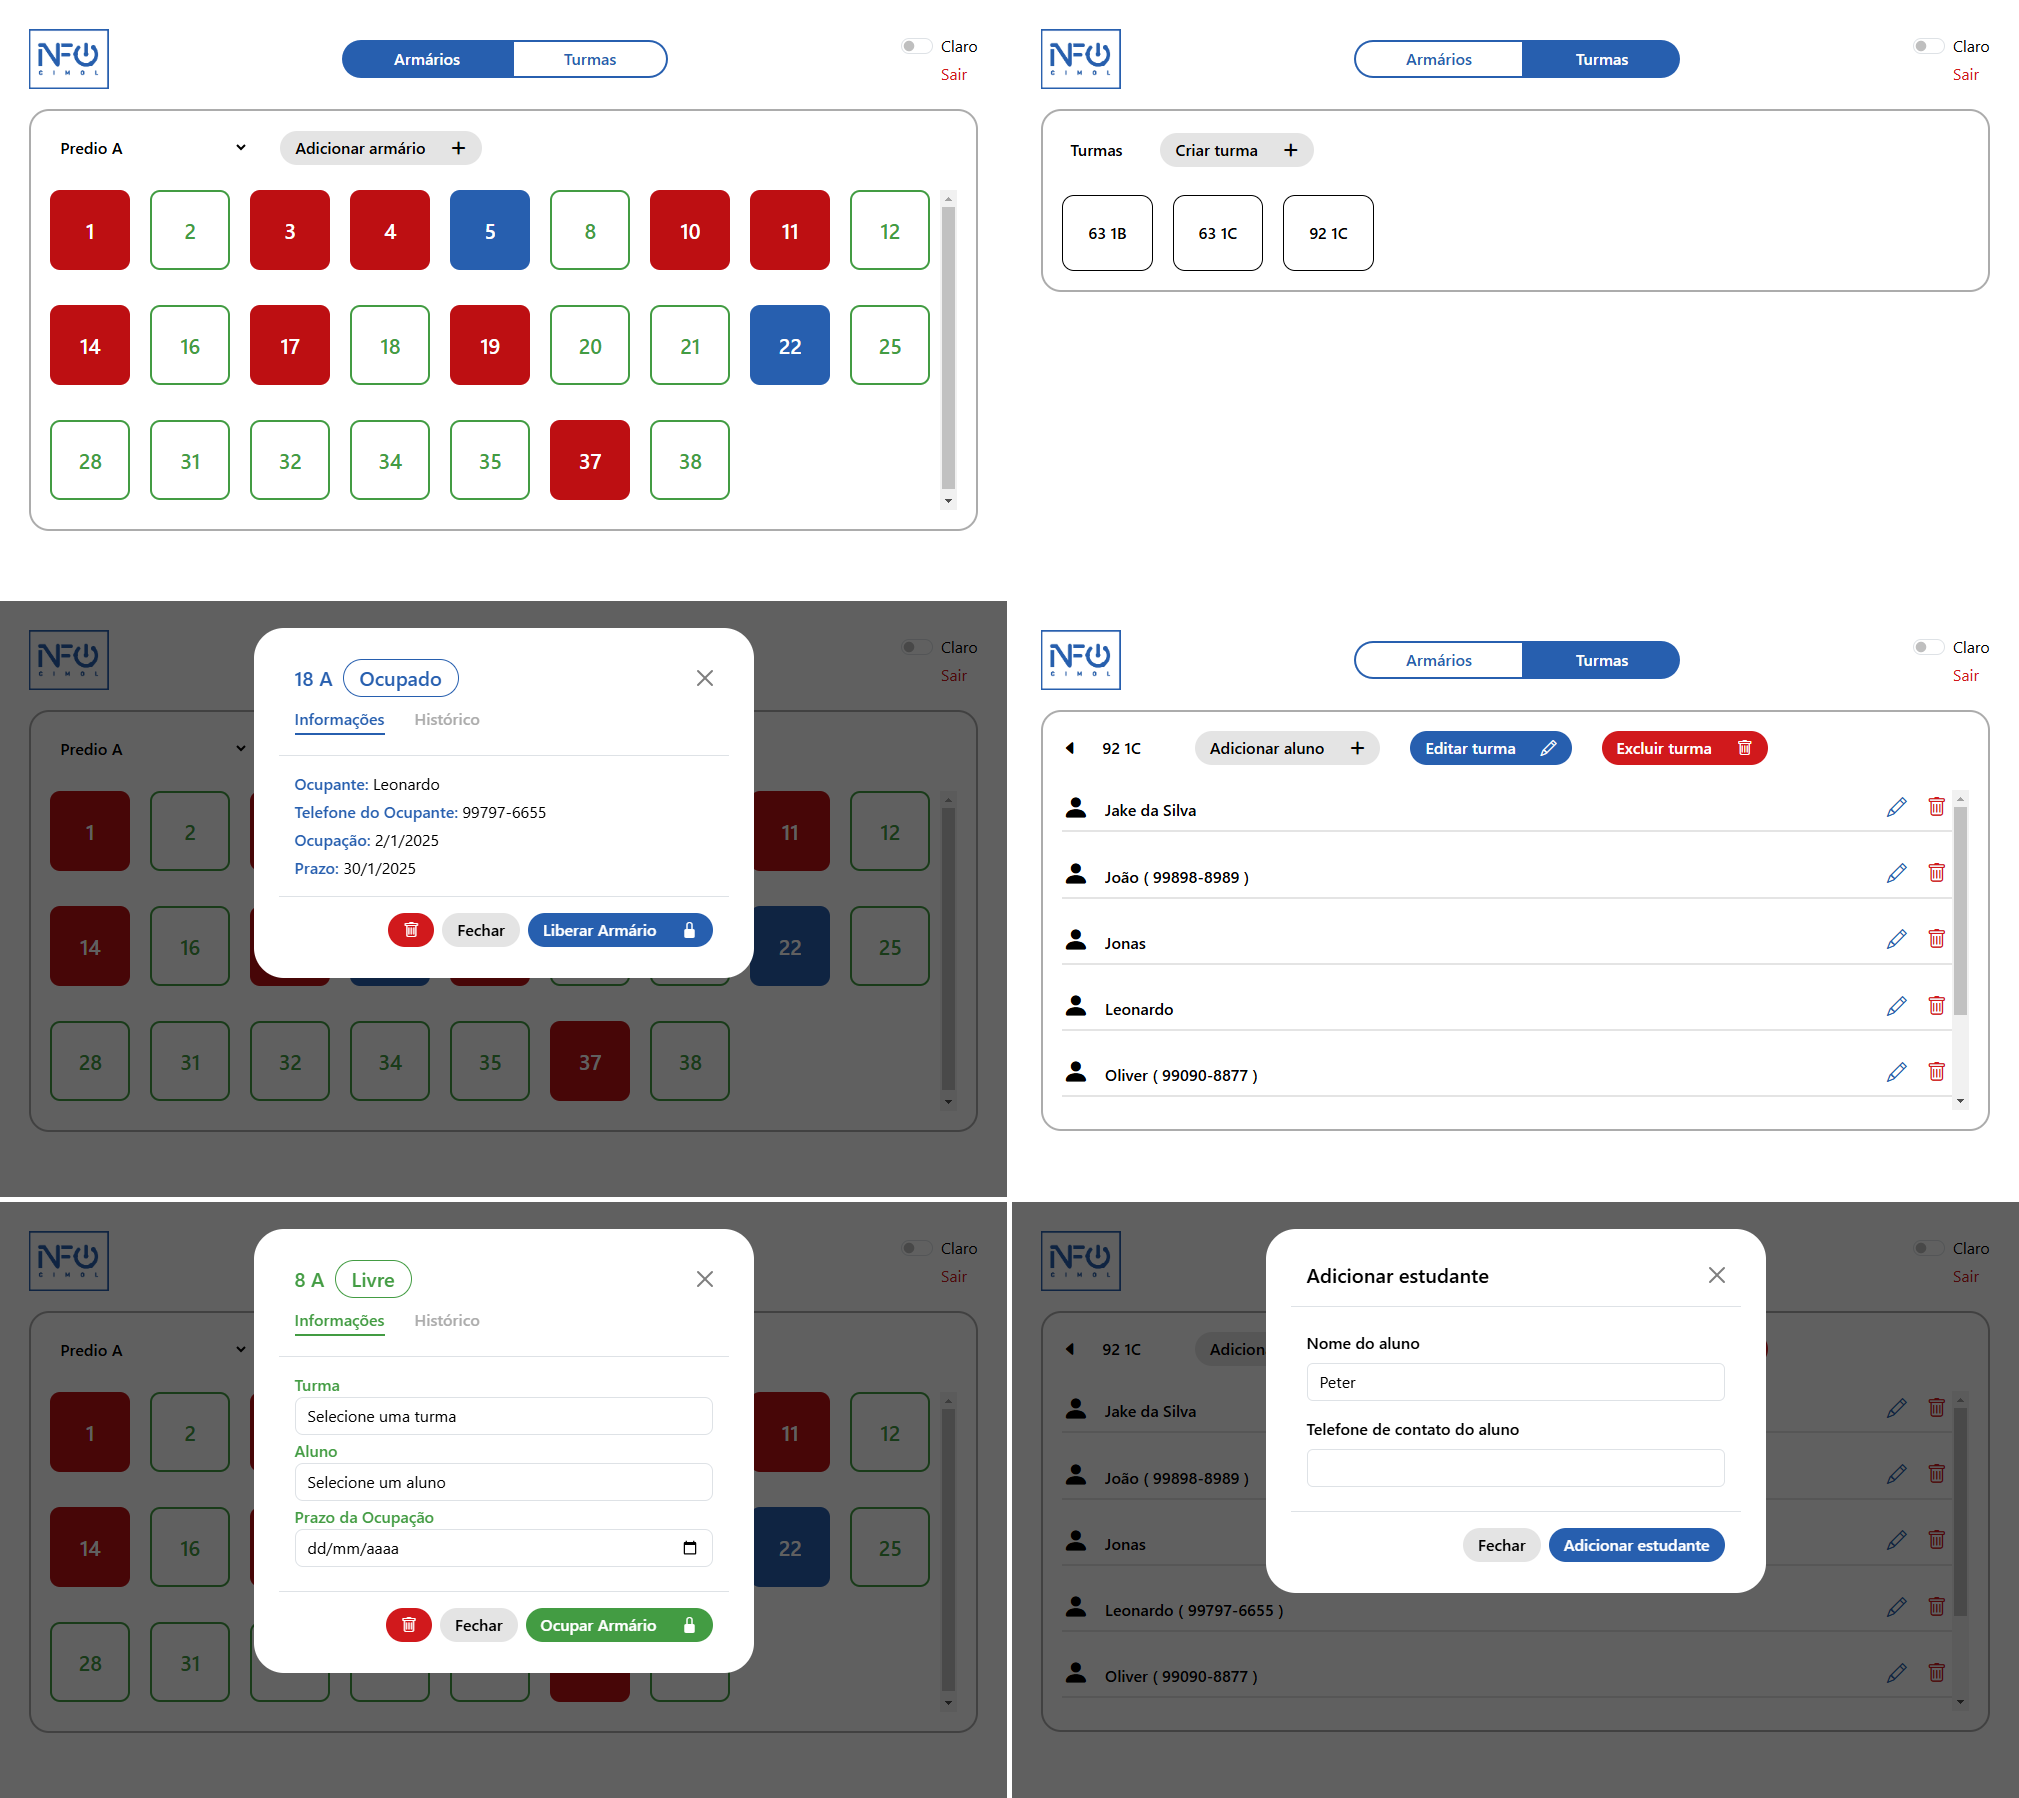 INFO
CIMOL
Armários
Turmas
Claro
Sair
Predio A
Adicionar armário
1
2
3
4
5
8
10
11
12
14
16
17
18
19
20
21
22
25
28
31
32
34
35
37
38
INFO
CIMOL
Armários
Turmas
Claro
Sair
Turmas
Criar turma
63 1B
63 1C
92 1C
INFO
CIMOL
Claro
Sair
Predio A
1
2
11
12
14
16
22
25
28
31
32
34
35
37
38
18 A
Ocupado
Informações
Histórico
Ocupante: Leonardo
Telefone do Ocupante: 99797-6655
Ocupação: 2/1/2025
Prazo: 30/1/2025
Fechar
Liberar Armário
INFO
CIMOL
Armários
Turmas
Claro
Sair
92 1C
Adicionar aluno
Editar turma
Excluir turma
Jake da Silva
João ( 99898-8989 )
Jonas
Leonardo
Oliver ( 99090-8877 )
INFO
CIMOL
Claro
Sair
Predio A
1
2
11
12
14
16
22
25
28
31
8 A
Livre
Informações
Histórico
Turma
Selecione uma turma
Aluno
Selecione um aluno
Prazo da Ocupação
dd/mm/aaaa
Fechar
Ocupar Armário
INFO
CIMOL
Claro
Sair
92 1C
Adicion
Jake da Silva
João ( 99898-8989 )
Jonas
Leonardo ( 99797-6655 )
Oliver ( 99090-8877 )
Adicionar estudante
Nome do aluno
Peter
Telefone de contato do aluno
Fechar
Adicionar estudante